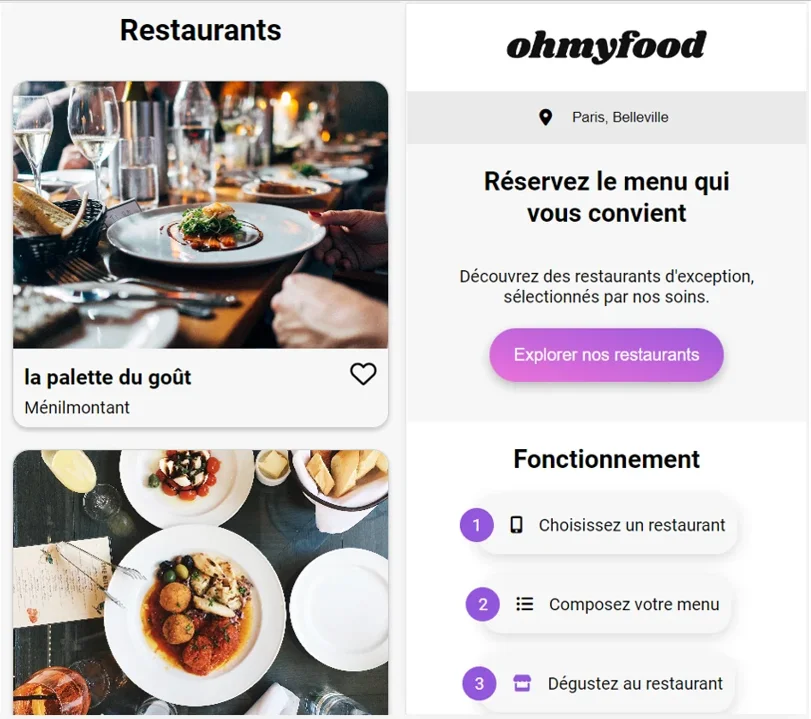 Restaurants
la palette du goût
Ménilmontant
ohmyfood
Paris, Belleville
Réservez le menu qui
vous convient
Découvrez des restaurants d'exception,
sélectionnés par nos soins.
Explorer nos restaurants
Fonctionnement
1 Choisissez un restaurant
2 Composez votre menu
3 Dégustez au restaurant